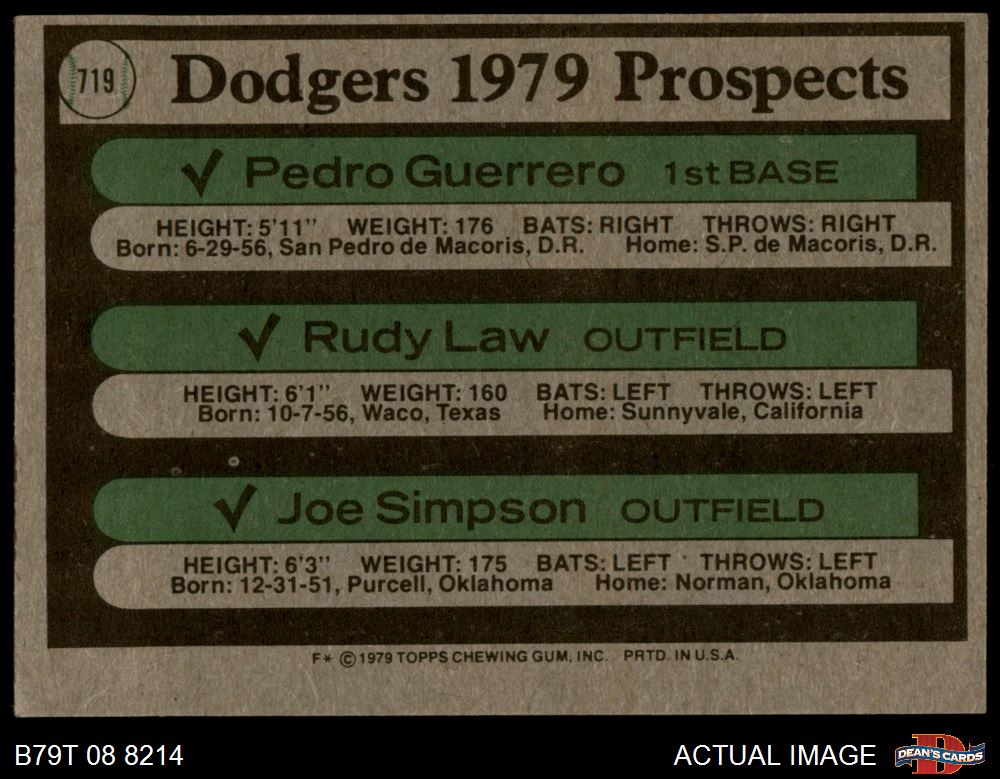 719
Dodgers 1979 Prospects
✓ Pedro Guerrero 1st BASE
HEIGHT: 5'11" WEIGHT: 176 BATS: RIGHT THROWS: RIGHT
Born: 6-29-56, San Pedro de Macoris, D.R. Home: S.P. de Macoris, D.R.
✓ Rudy Law OUTFIELD
HEIGHT: 6'1" WEIGHT: 160 BATS: LEFT THROWS: LEFT
Born: 10-7-56, Waco, Texas Home: Sunnyvale, California
✓ Joe Simpson OUTFIELD
HEIGHT: 6'3" WEIGHT: 175 BATS: LEFT THROWS: LEFT
Born: 12-31-51, Purcell, Oklahoma Home: Norman, Oklahoma
F* © 1979 TOPPS CHEWING GUM, INC. PRTD. IN U.S.A.
B79T 08 8214 ACTUAL IMAGE
D
DEAN'S CARDS